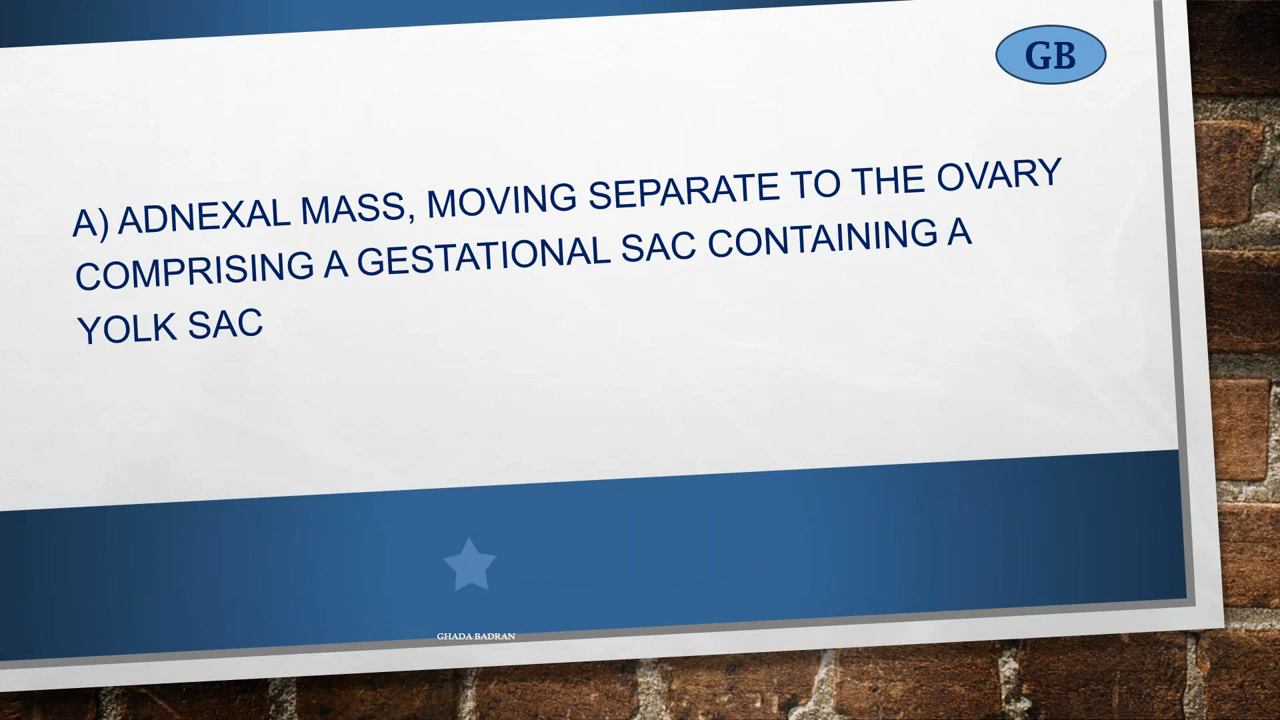 GB
A) ADNEXAL MASS, MOVING SEPARATE TO THE OVARY
COMPRISING A GESTATIONAL SAC CONTAINING A
YOLK SAC
GHADA BADRAN